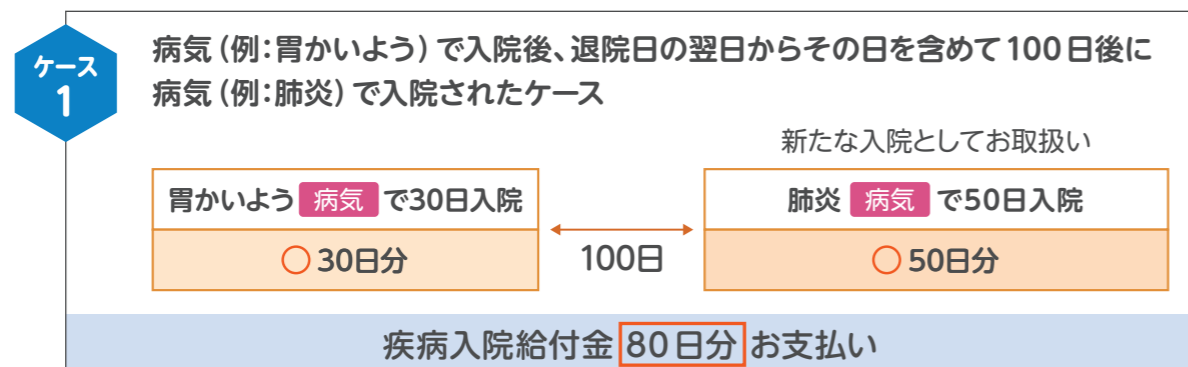 ケース
1
病気(例:胃かいよう)で入院後、退院日の翌日からその日を含めて100日後に
病気(例:肺炎)で入院されたケース
新たな入院としてお取扱い
胃かいよう 病気 で30日入院
肺炎 病気 で50日入院
○ 30日分
100日
○ 50日分
疾病入院給付金 80日分 お支払い